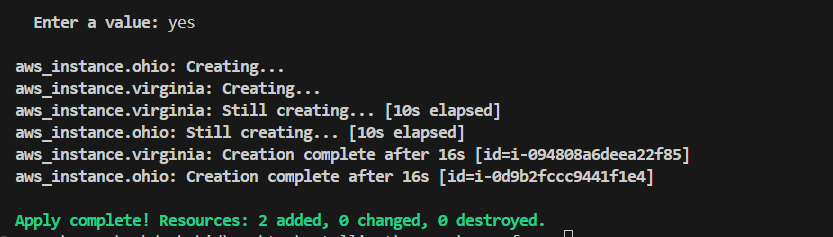 Enter a value: yes
aws_instance.ohio: Creating...
aws_instance.virginia: Creating...
aws_instance.virginia: Still creating... [10s elapsed]
aws_instance.ohio: Still creating... [10s elapsed]
aws_instance.virginia: Creation complete after 16s [id=i-094808a6deea22f85]
aws_instance.ohio: Creation complete after 16s [id=i-0d9b2fccc9441f1e4]
Apply complete! Resources: 2 added, 0 changed, 0 destroyed.